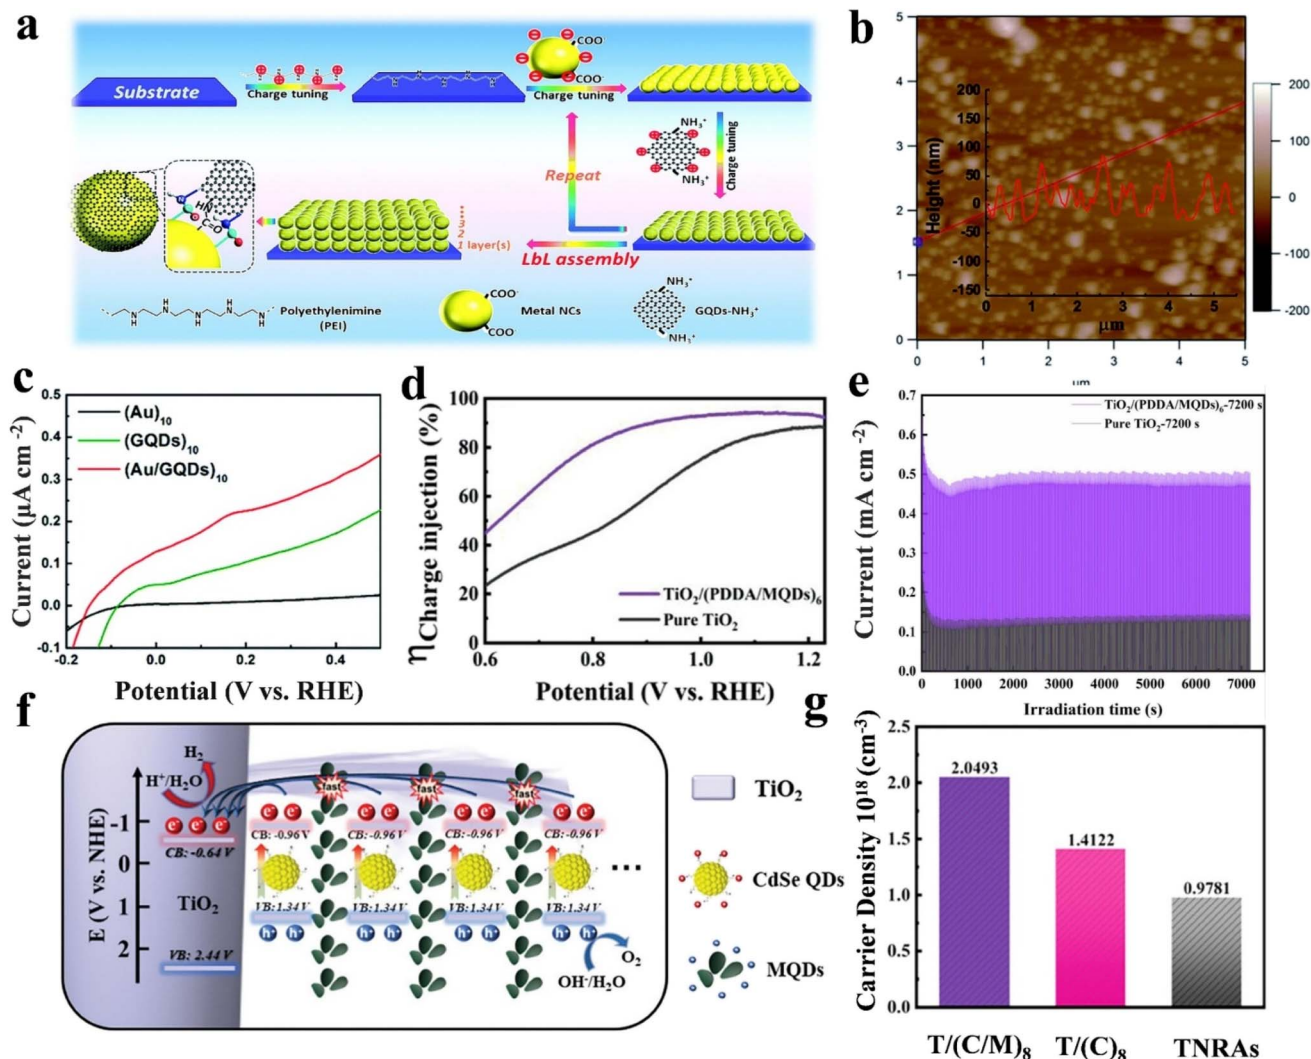 a
Substrate
Charge tuning
COO⁻
COO⁻
Charge tuning
NH₃⁺
NH₃⁺
Charge tuning
Repeat
HN
C=O
N
N
•••
3
2
1 layer(s)
LbL assembly
Polyethylenimine
(PEI)
COO⁻
COO⁻
Metal NCs
NH₃⁺
NH₃⁺
GQDs-NH₃⁺
b
5
4
3
2
1
0
Height (nm)
200
150
100
50
0
-50
-100
-150
0 1 2 3 4 5
μm
0 1 2 3 4 5
μm
200
100
0
-100
-200
c
Current (μA cm⁻²)
0.5
0.4
0.3
0.2
0.1
0.0
-0.1
(Au)₁₀
(GQDs)₁₀
(Au/GQDs)₁₀
-0.2 0.0 0.2 0.4
Potential (V vs. RHE)
d
ηCharge injection (%)
100
80
60
40
20
0
TiO₂/(PDDA/MQDs)₆
Pure TiO₂
0.6 0.8 1.0 1.2
Potential (V vs. RHE)
e
Current (mA cm⁻²)
0.7
0.6
0.5
0.4
0.3
0.2
0.1
0.0
TiO₂/(PDDA/MQDs)₆-7200 s
Pure TiO₂-7200 s
0 1000 2000 3000 4000 5000 6000 7000
Irradiation time (s)
f
E (V vs. NHE)
-1
0
1
2
H₂
H⁺/H₂O
e⁻ e⁻ e⁻
CB: -0.64 V
TiO₂
VB: 2.44 V
fast fast fast
e⁻ e⁻ e⁻ e⁻ e⁻ e⁻ e⁻ e⁻
CB: -0.96 V CB: -0.96 V CB: -0.96 V CB: -0.96 V
VB: 1.34 V VB: 1.34 V VB: 1.34 V VB: 1.34 V
h⁺ h⁺ h⁺ h⁺ h⁺ h⁺ h⁺ h⁺
...
O₂
OH⁻/H₂O
TiO₂
CdSe QDs
MQDs
g
Carrier Density 10¹⁸ (cm⁻³)
2.5
2.0
1.5
1.0
0.5
0.0
2.0493
1.4122
0.9781
T/(C/M)₈ T/(C)₈ TNRAs